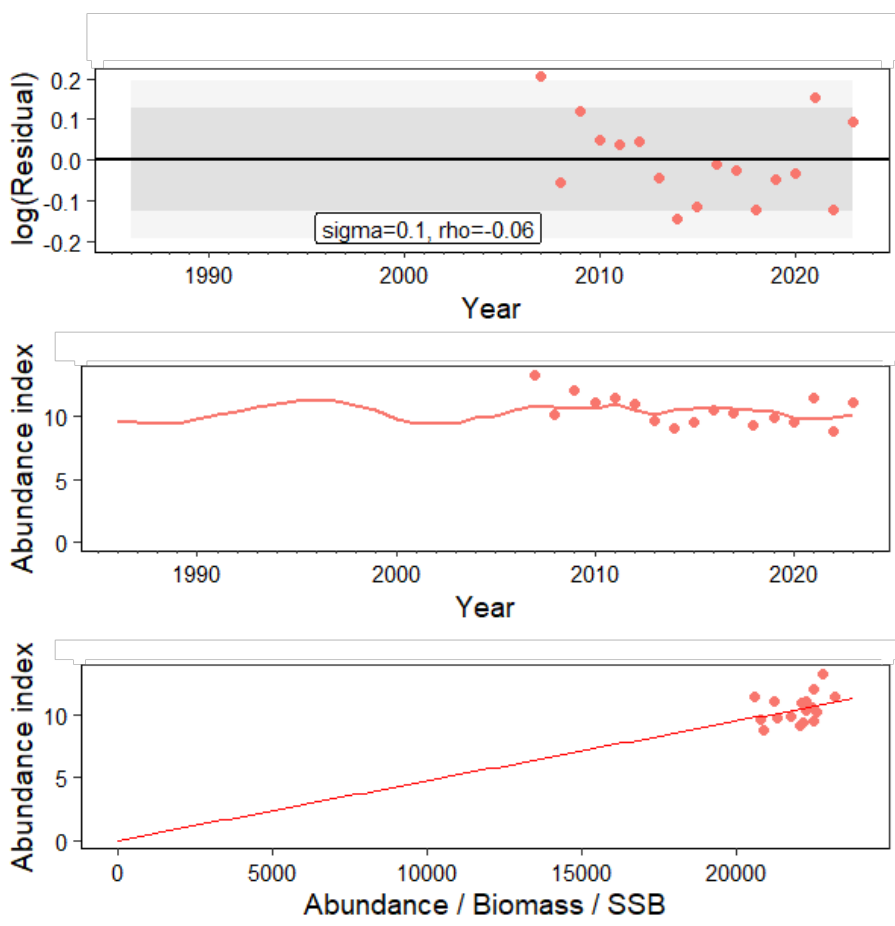 log(Residual)
0.2
0.1
0.0
-0.1
-0.2
sigma=0.1, rho=-0.06
1990 2000 2010 2020
Year
Abundance index
10
5
0
1990 2000 2010 2020
Year
Abundance index
10
5
0
0 5000 10000 15000 20000
Abundance / Biomass / SSB